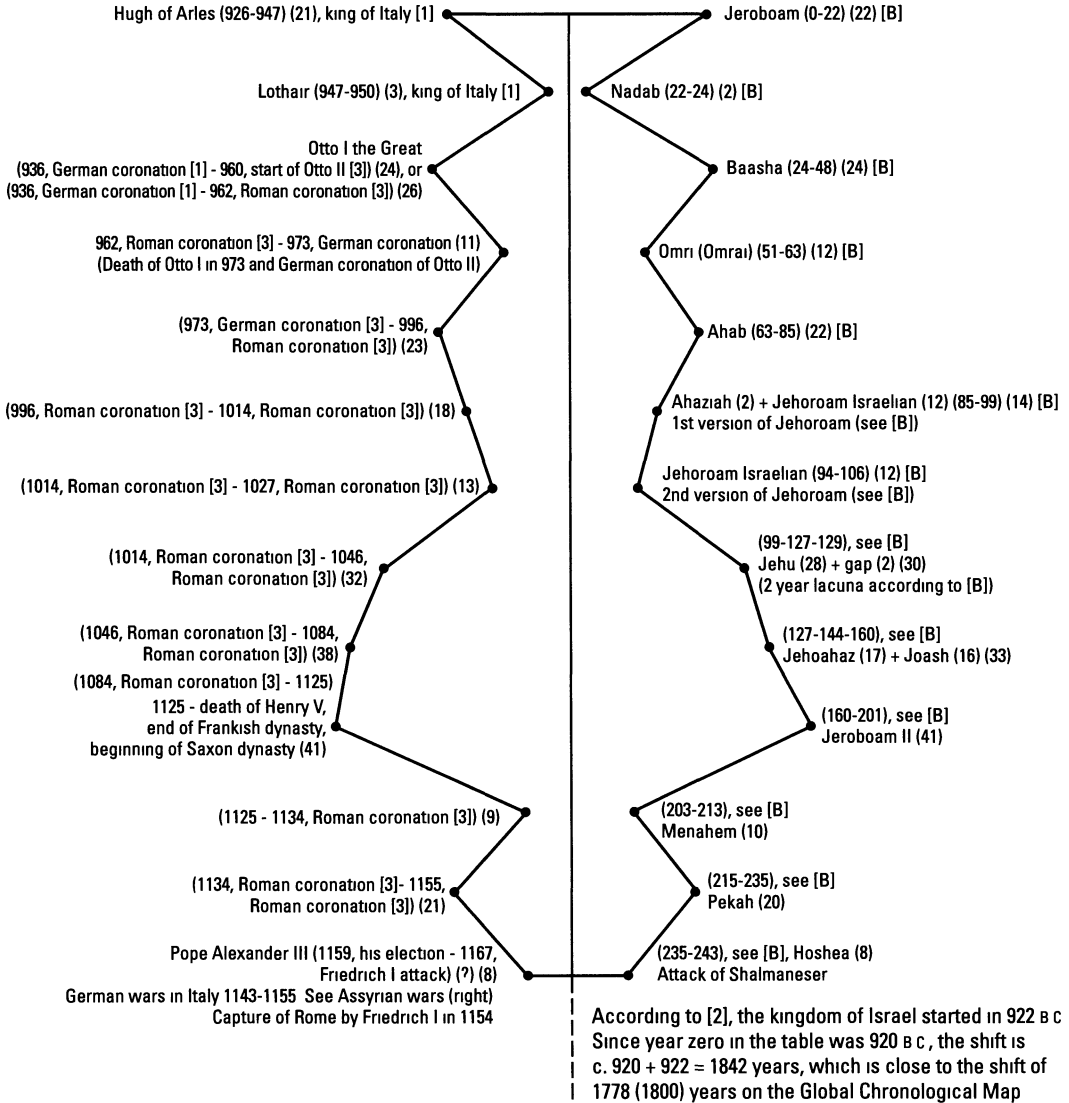 Hugh of Arles (926-947) (21), king of Italy [1]
Jeroboam (0-22) (22) [B]
Lothair (947-950) (3), king of Italy [1]
Nadab (22-24) (2) [B]
Otto I the Great
(936, German coronation [1] - 960, start of Otto II [3]) (24), or
(936, German coronation [1] - 962, Roman coronation [3]) (26)
Baasha (24-48) (24) [B]
962, Roman coronation [3] - 973, German coronation (11)
(Death of Otto I in 973 and German coronation of Otto II)
Omri (Omrai) (51-63) (12) [B]
(973, German coronation [3] - 996,
Roman coronation [3]) (23)
Ahab (63-85) (22) [B]
(996, Roman coronation [3] - 1014, Roman coronation [3]) (18)
Ahaziah (2) + Jehoram Israelian (12) (85-99) (14) [B]
1st version of Jehoram (see [B])
(1014, Roman coronation [3] - 1027, Roman coronation [3]) (13)
Jehoroam Israelian (94-106) (12) [B]
2nd version of Jehoroam (see [B])
(1014, Roman coronation [3] - 1046,
Roman coronation [3]) (32)
(99-127-129), see [B]
Jehu (28) + gap (2) (30)
(2 year lacuna according to [B])
(1046, Roman coronation [3] - 1084,
Roman coronation [3]) (38)
(127-144-160), see [B]
Jehoahaz (17) + Joash (16) (33)
(1084, Roman coronation [3] - 1125)
1125 - death of Henry V,
end of Frankish dynasty,
beginning of Saxon dynasty (41)
(160-201), see [B]
Jeroboam II (41)
(1125 - 1134, Roman coronation [3]) (9)
(203-213), see [B]
Menahem (10)
(1134, Roman coronation [3]- 1155,
Roman coronation [3]) (21)
(215-235), see [B]
Pekah (20)
Pope Alexander III (1159, his election - 1167,
Friedrich I attack) (?) (8)
German wars in Italy 1143-1155 See Assyrian wars (right)
Capture of Rome by Friedrich I in 1154
(235-243), see [B], Hoshea (8)
Attack of Shalmaneser
According to [2], the kingdom of Israel started in 922 B C
Since year zero in the table was 920 B C, the shift is
c. 920 + 922 = 1842 years, which is close to the shift of
1778 (1800) years on the Global Chronological Map